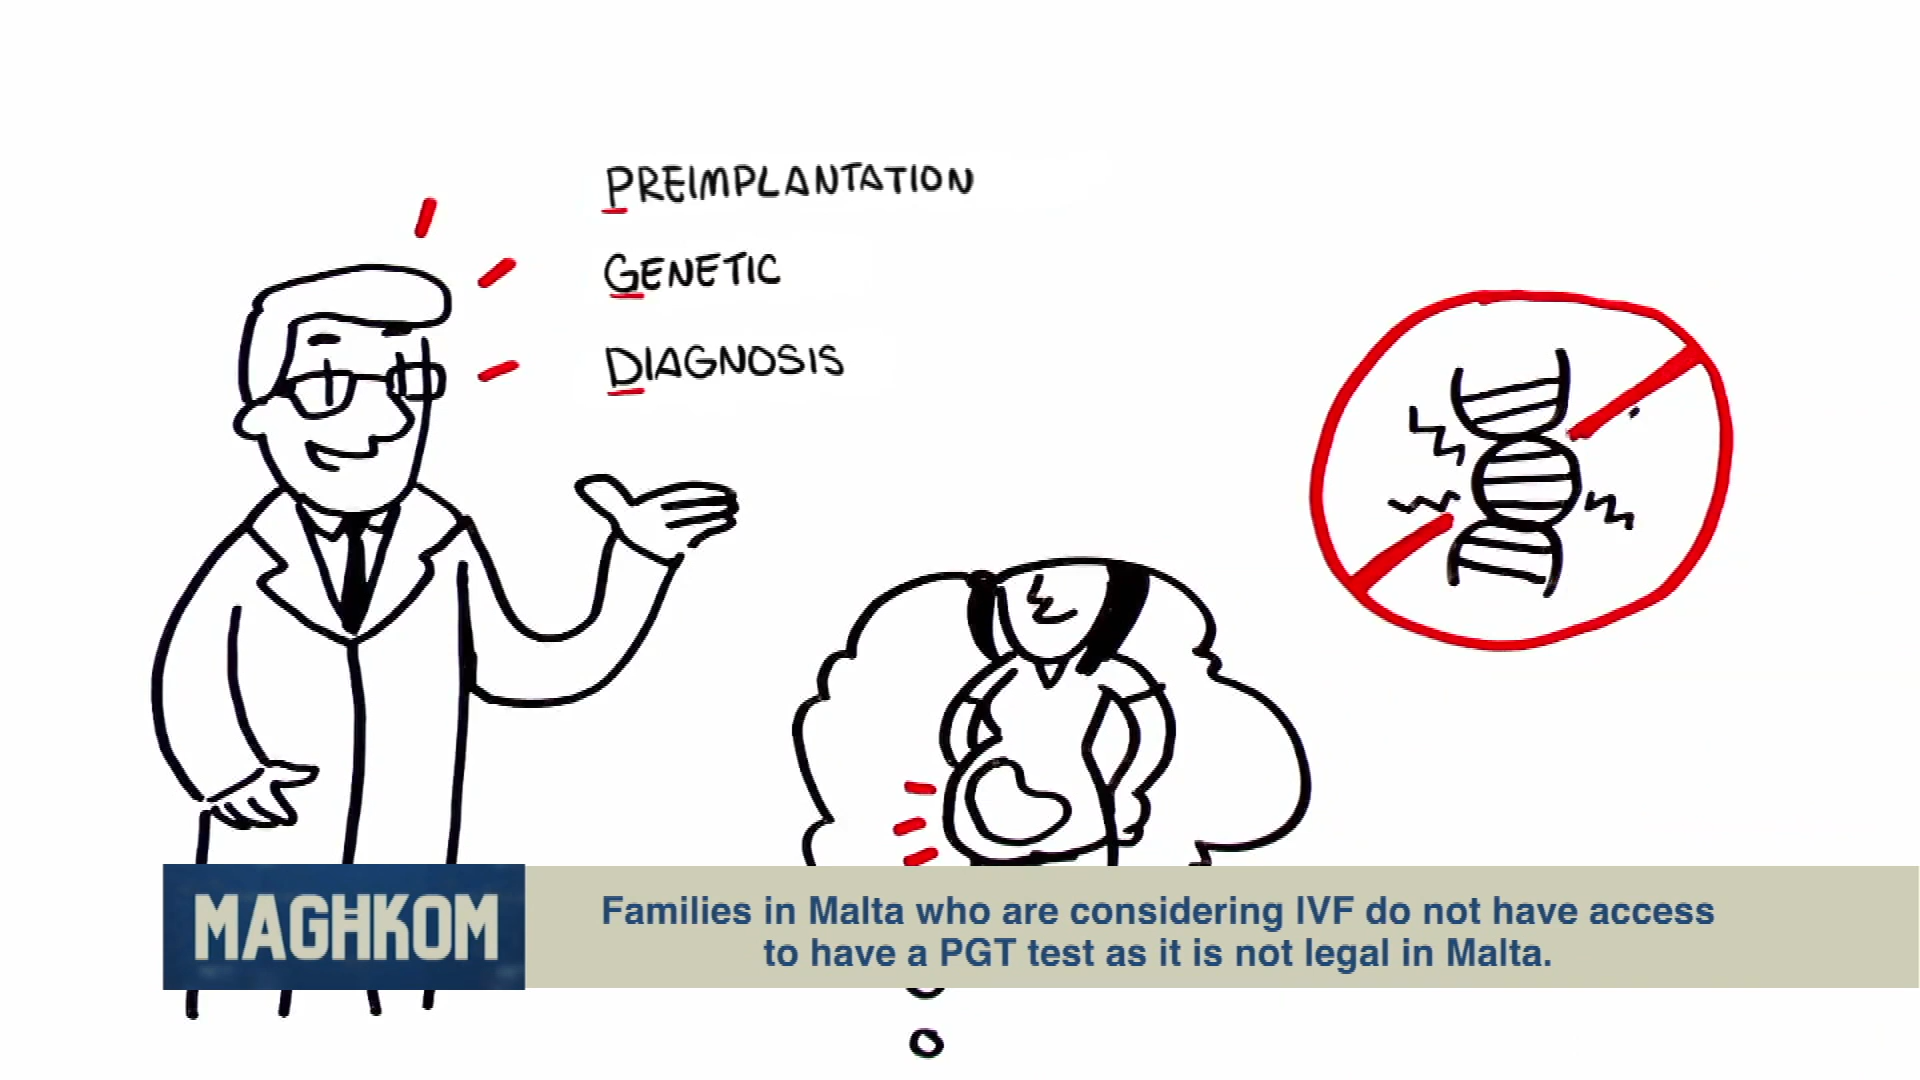 PREIMPLANTATION
GENETIC
DIAGNOSIS
MAGĦKOM
Families in Malta who are considering IVF do not have access
to have a PGT test as it is not legal in Malta.